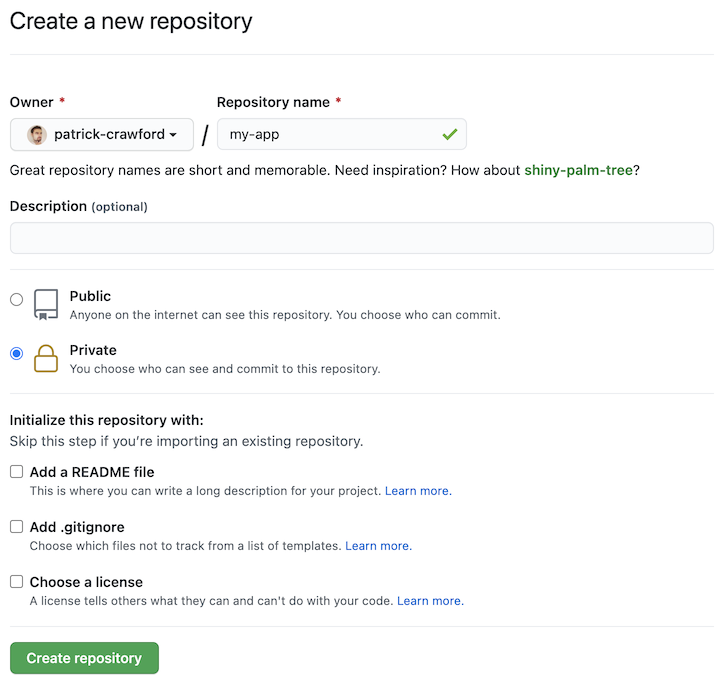 Create a new repository
Owner *
Repository name *
patrick-crawford
/
my-app
Great repository names are short and memorable. Need inspiration? How about shiny-palm-tree?
Description (optional)
Public
Anyone on the internet can see this repository. You choose who can commit.
Private
You choose who can see and commit to this repository.
Initialize this repository with:
Skip this step if you’re importing an existing repository.
Add a README file
This is where you can write a long description for your project. Learn more.
Add .gitignore
Choose which files not to track from a list of templates. Learn more.
Choose a license
A license tells others what they can and can't do with your code. Learn more.
Create repository